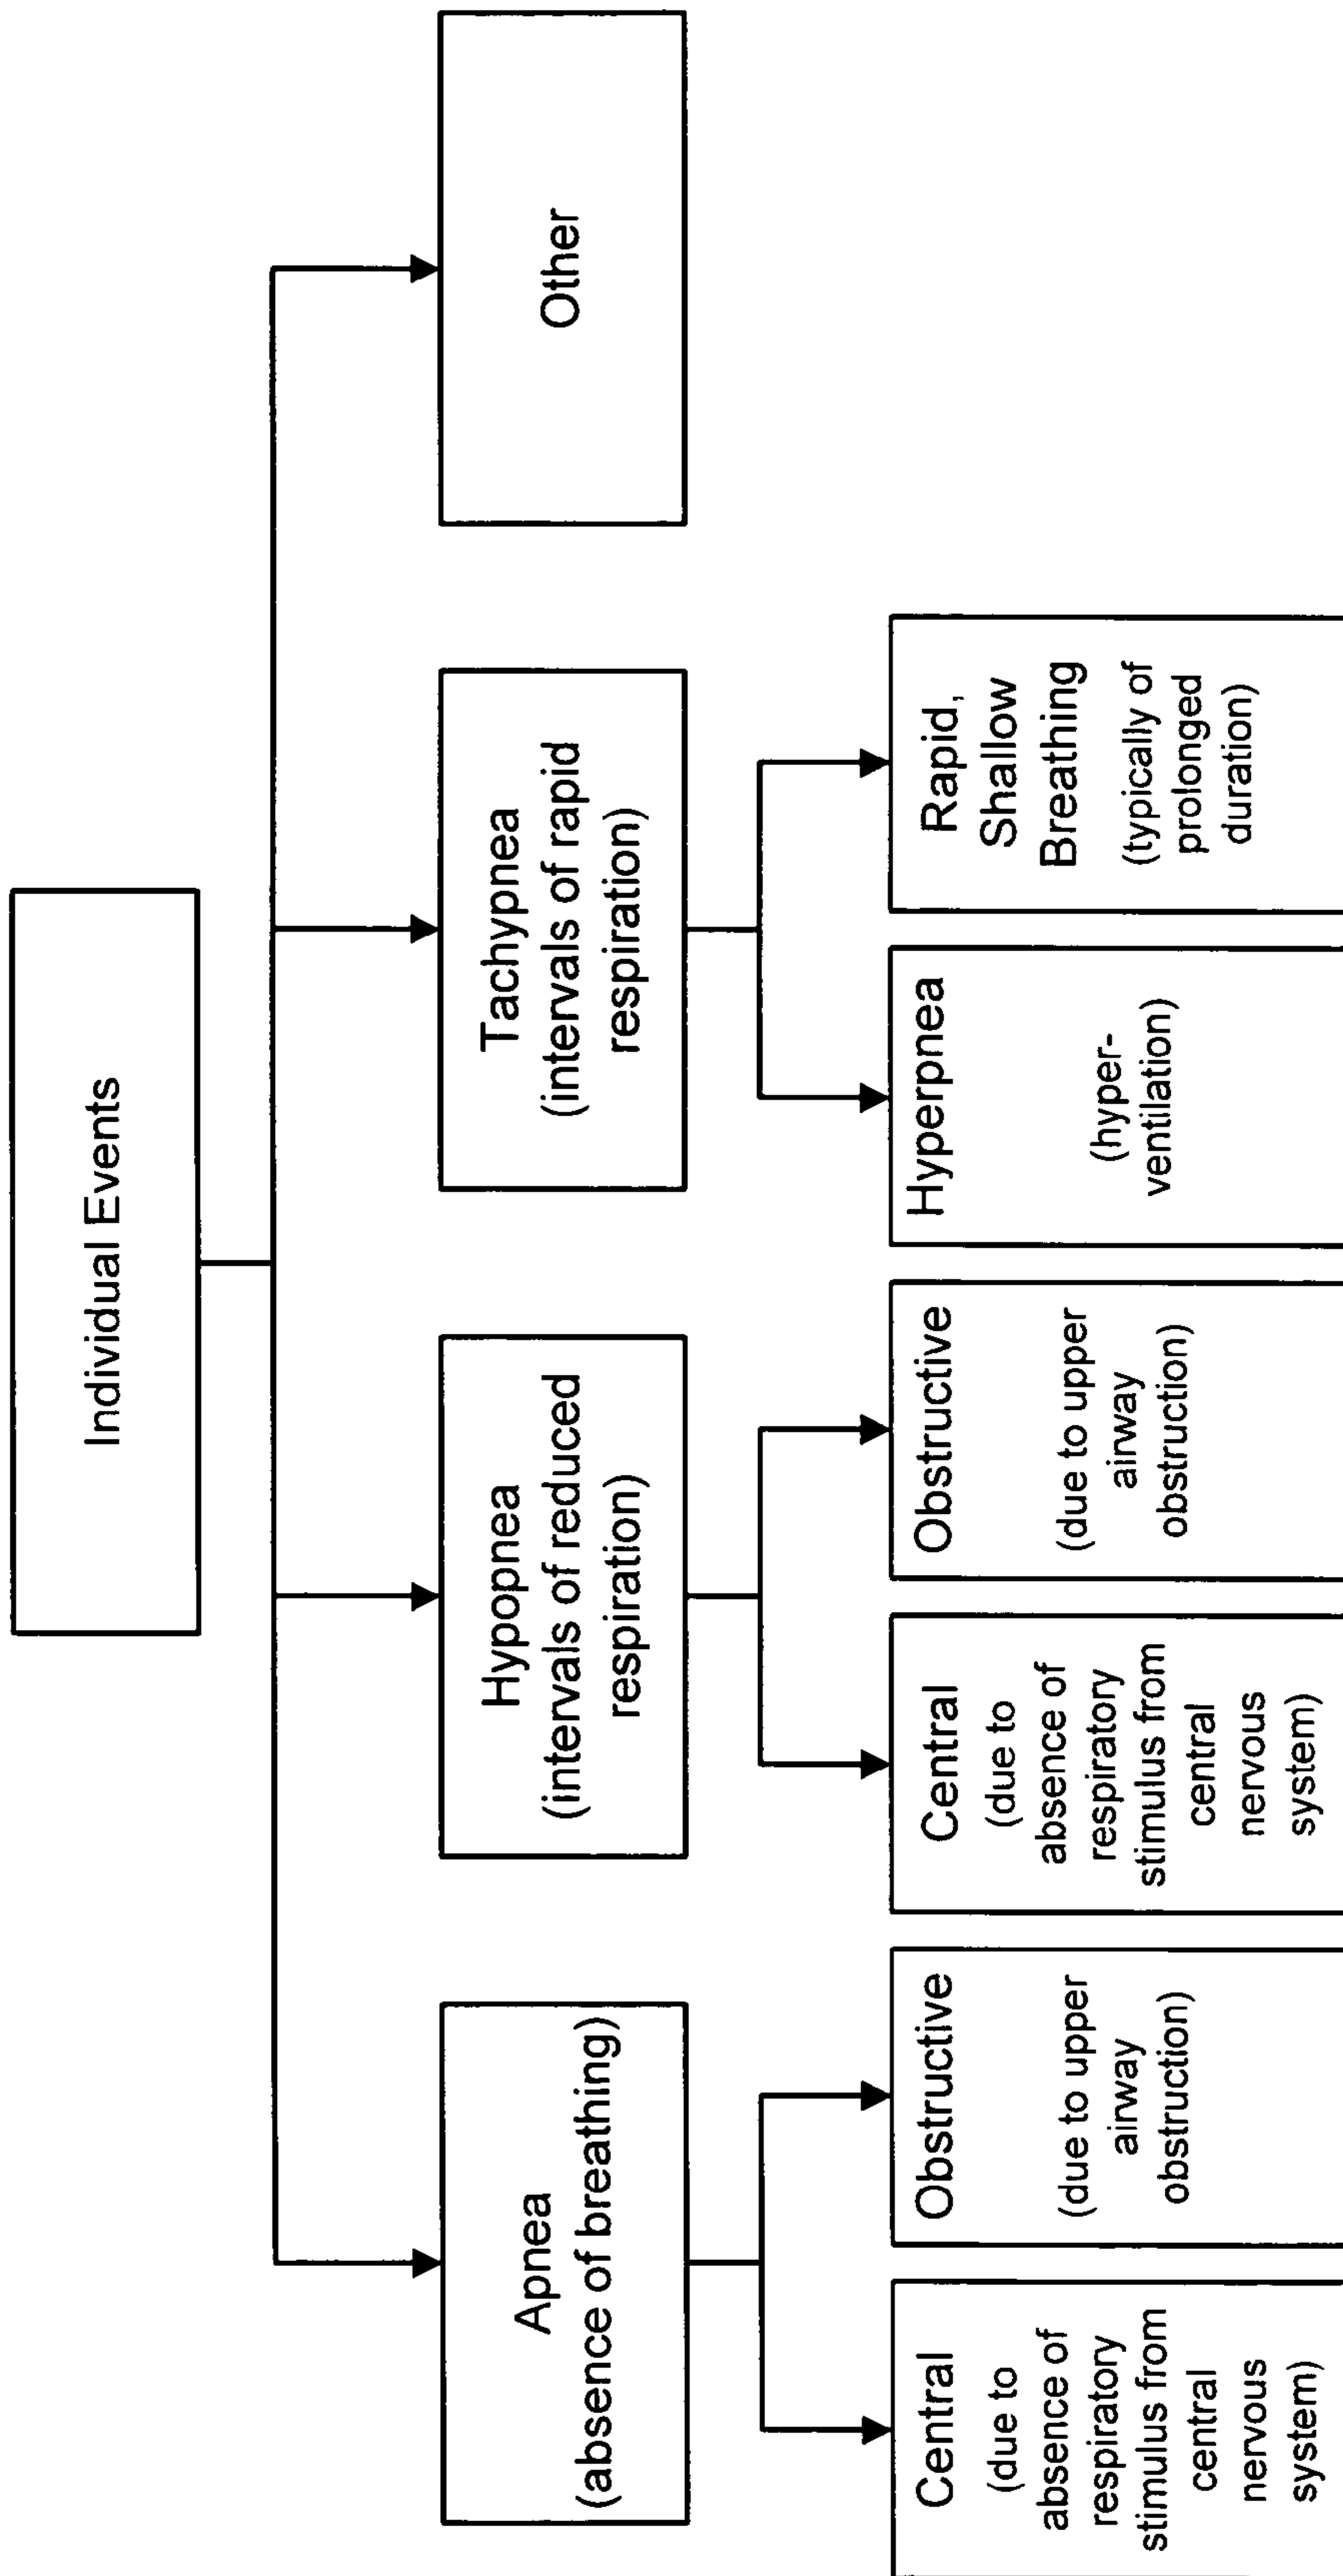 Individual Events
Apnea
(absence of breathing)
Hypopnea
(intervals of reduced
respiration)
Tachypnea
(intervals of rapid
respiration)
Other
Central
(due to
absence of
respiratory
stimulus from
central
nervous
system)
Obstructive
(due to upper
airway
obstruction)
Central
(due to
absence of
respiratory
stimulus from
central
nervous
system)
Obstructive
(due to upper
airway
obstruction)
Hyperpnea
(hyper-
ventilation)
Rapid,
Shallow
Breathing
(typically of
prolonged
duration)